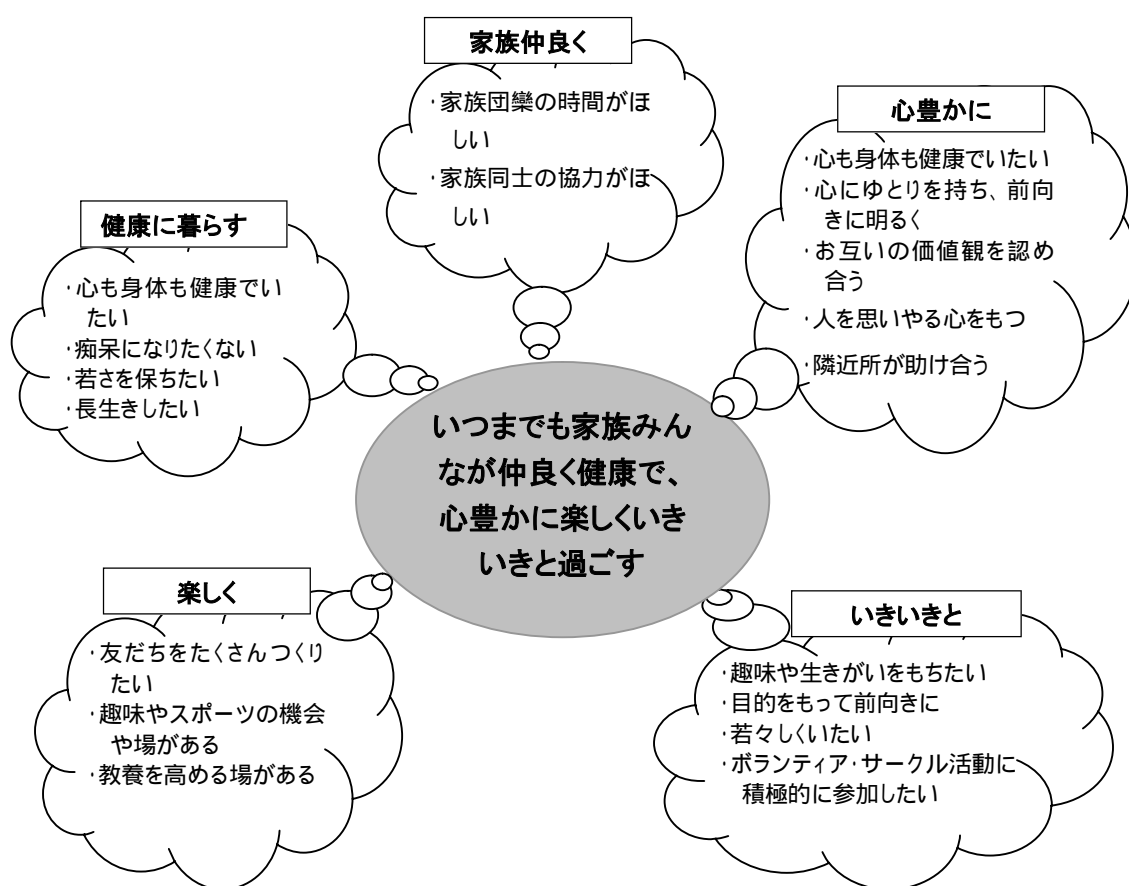 家族仲良く
・家族団欒の時間がほ
しい
・家族同士の協力がほ
しい
心豊かに
・心も身体も健康でいたい
・心にゆとりを持ち、前向
きに明るく
・お互いの価値観を認め
合う
・人を思いやる心をもつ
・隣近所が助け合う
健康に暮らす
・心も身体も健康でい
たい
・痴呆になりたくない
・若さを保ちたい
・長生きしたい
いつまでも家族みん
なが仲良く健康で、
心豊かに楽しくいき
いきと過ごす
楽しく
・友だちをたくさんつくり
たい
・趣味やスポーツの機会
や場がある
・教養を高める場がある
いきいきと
・趣味や生きがいをもちたい
・目的をもって前向きに
・若々しくいたい
・ボランティア・サークル活動に
積極的に参加したい